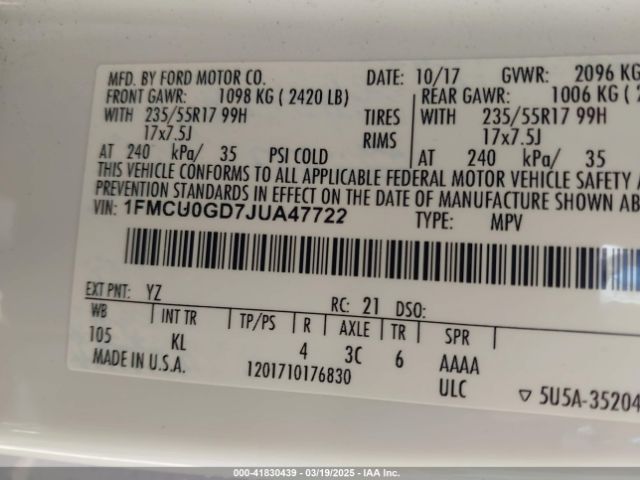 MFD. BY FORD MOTOR CO. DATE: 10/17 GVWR: 2096 KG
FRONT GAWR: 1098 KG ( 2420 LB) REAR GAWR: 1006 KG ( 2
WITH 235/55R17 99H TIRES WITH 235/55R17 99H
17x7.5J RIMS 17x7.5J
AT 240 kPa/ 35 PSI COLD AT 240 kPa/ 35
THIS VEHICLE CONFORMS TO ALL APPLICABLE FEDERAL MOTOR VEHICLE SAFETY A
PREVENTION STANDARDS IN EFFECT ON THE DATE OF MANUFACTURE SHOWN AB
VIN: 1FMCU0GD7JUA47722 TYPE: MPV
EXT PNT: YZ RC: 21 DSO:
WB INT TR TP/PS R AXLE TR SPR
105 KL 4 3C 6 AAAA
MADE IN U.S.A. 1201710176830 ULC ▽ 5U5A-35204
000-41830439 - 03/19/2025 - IAA Inc.